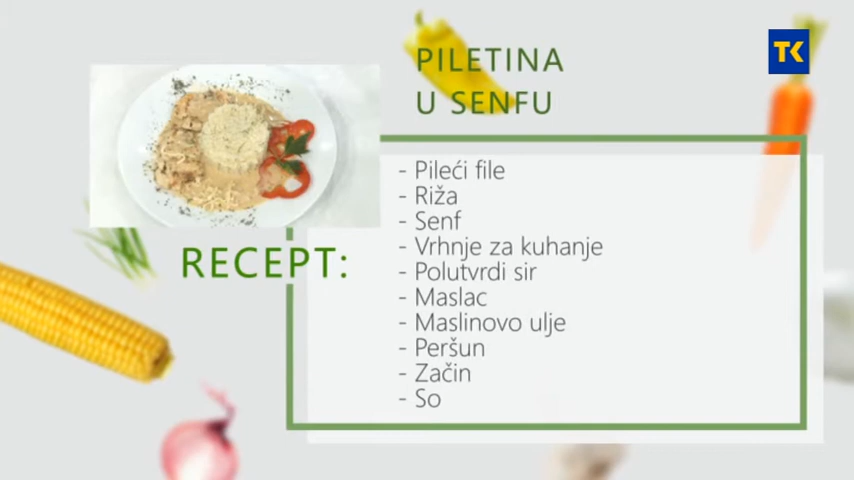 PILETINA
U SENFU
TK
RECEPT:
- Pileći file
- Riža
- Senf
- Vrhnje za kuhanje
- Polutvrdi sir
- Maslac
- Maslinovo ulje
- Peršun
- Začin
- So